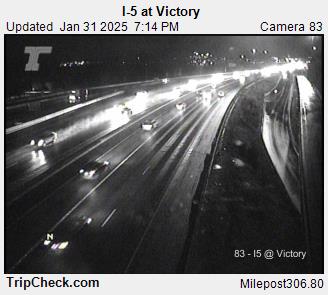 I-5 at Victory
Updated Jan 31 2025 7:14 PM Camera 83
T
N
83 - I5 @ Victory
TripCheck.com Milepost306.80